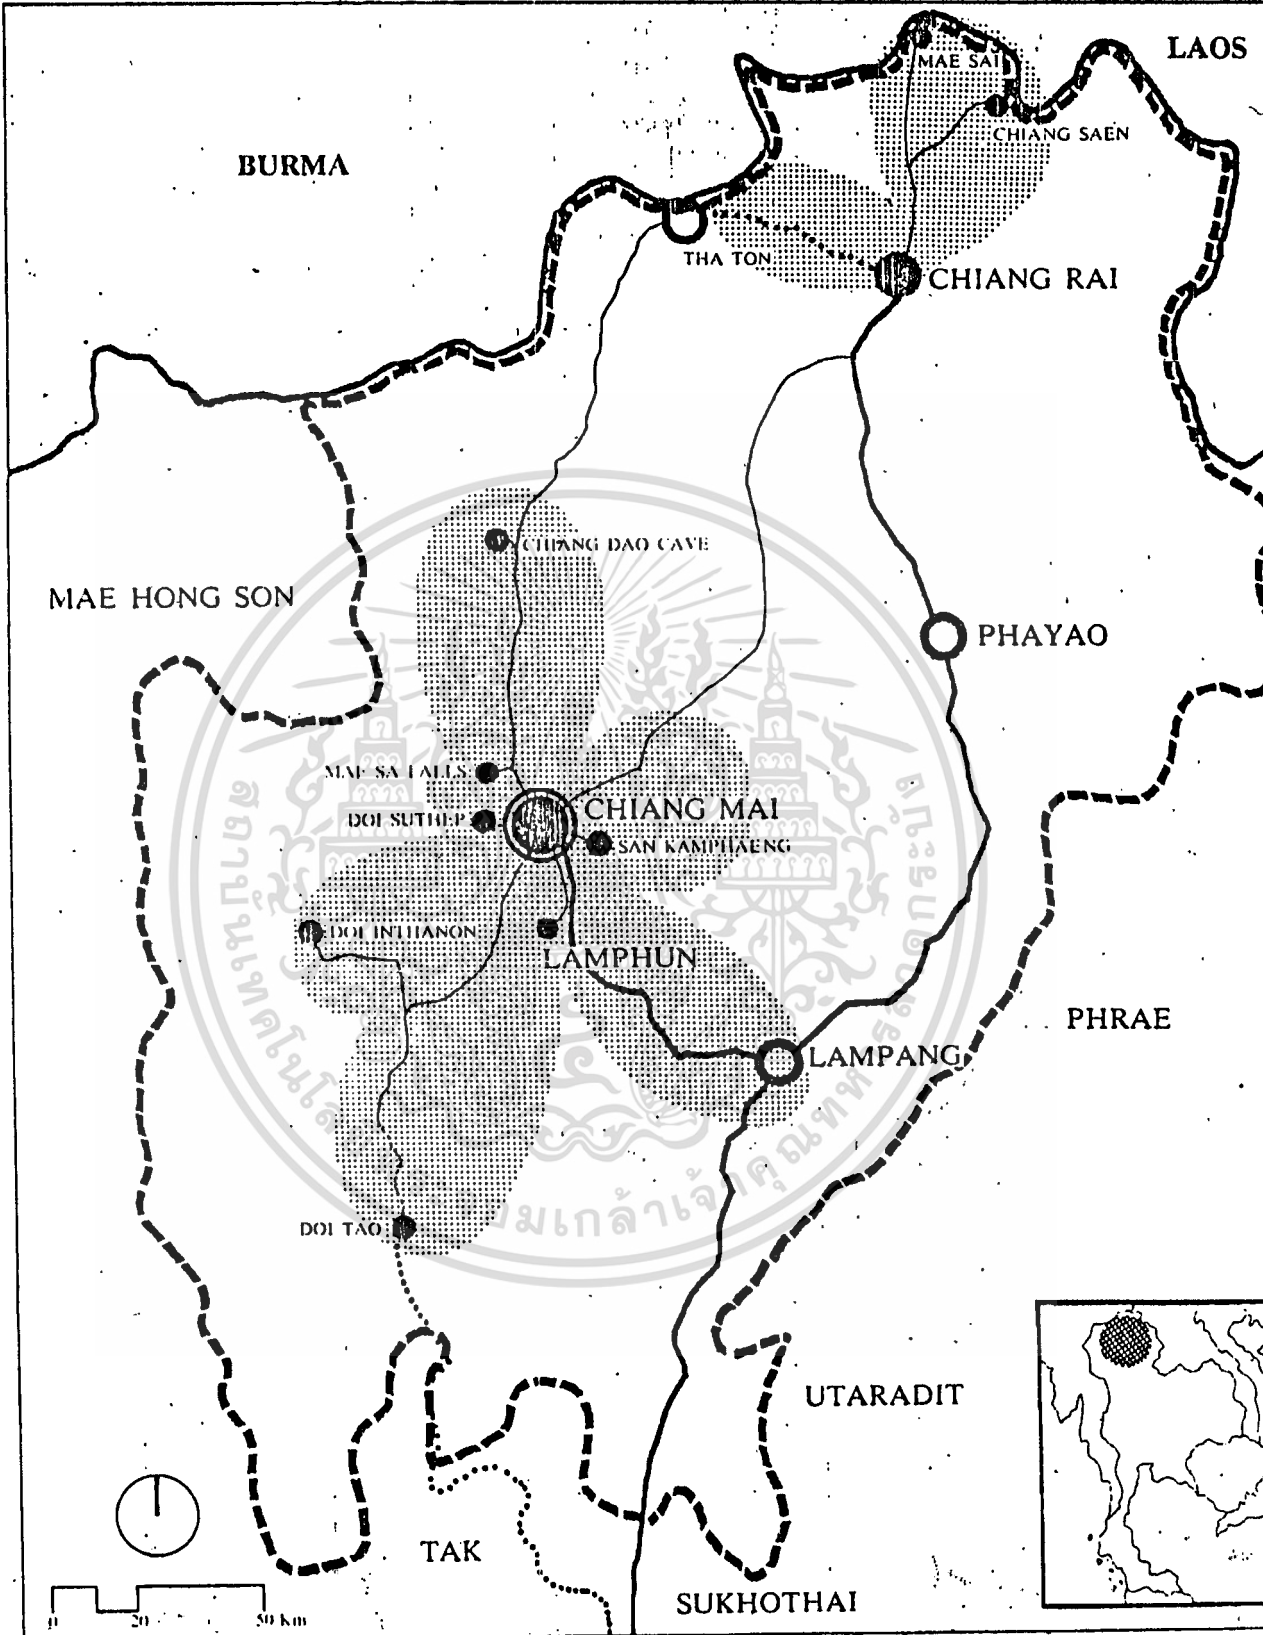 LAOS
MAE SAI
CHIANG SAEN
BURMA
THA TON
CHIANG RAI
CHIANG DAO CAVE
MAE HONG SON
PHAYAO
MAE SA FALLS
CHIANG MAI
DOI SUTHEP
SAN KAMPHAENG
DOI INTHANON
LAMPHUN
PHRAE
LAMPANG
DOI TAO
UTARADIT
TAK
SUKHOTHAI
0 20 50 Km